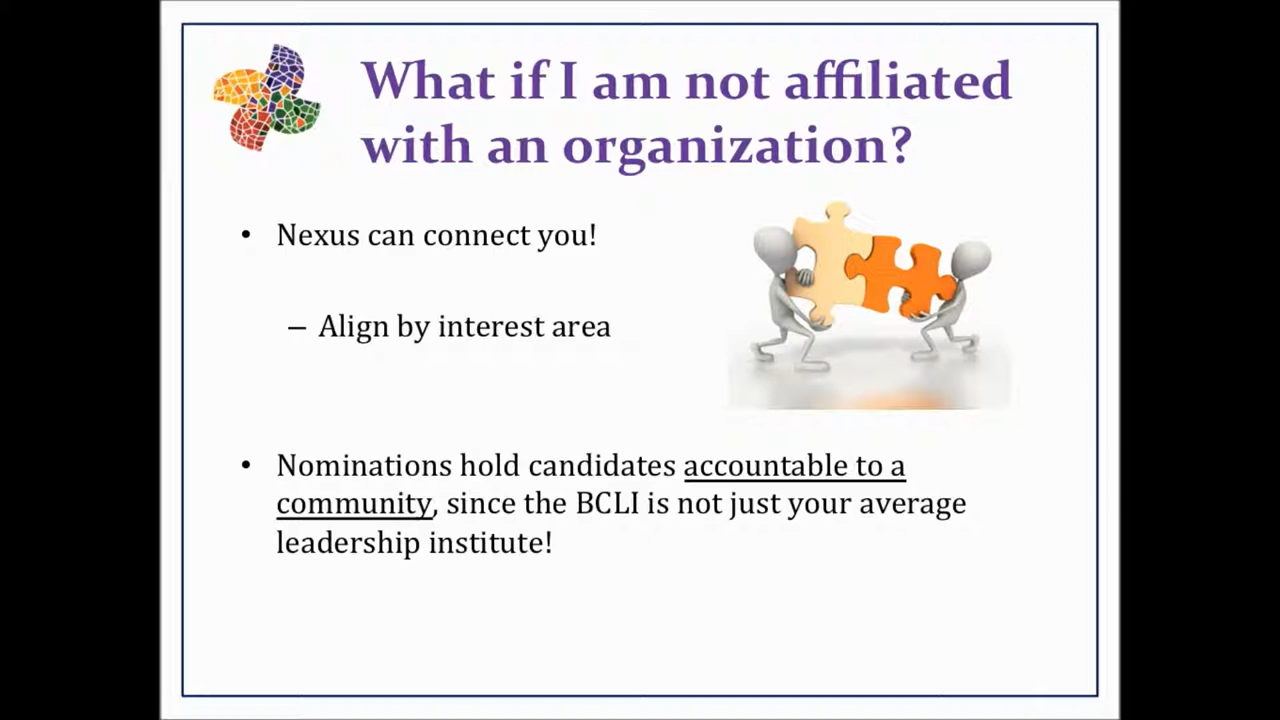 What if I am not affiliated
with an organization?
• Nexus can connect you!
– Align by interest area
• Nominations hold candidates accountable to a
community, since the BCLI is not just your average
leadership institute!